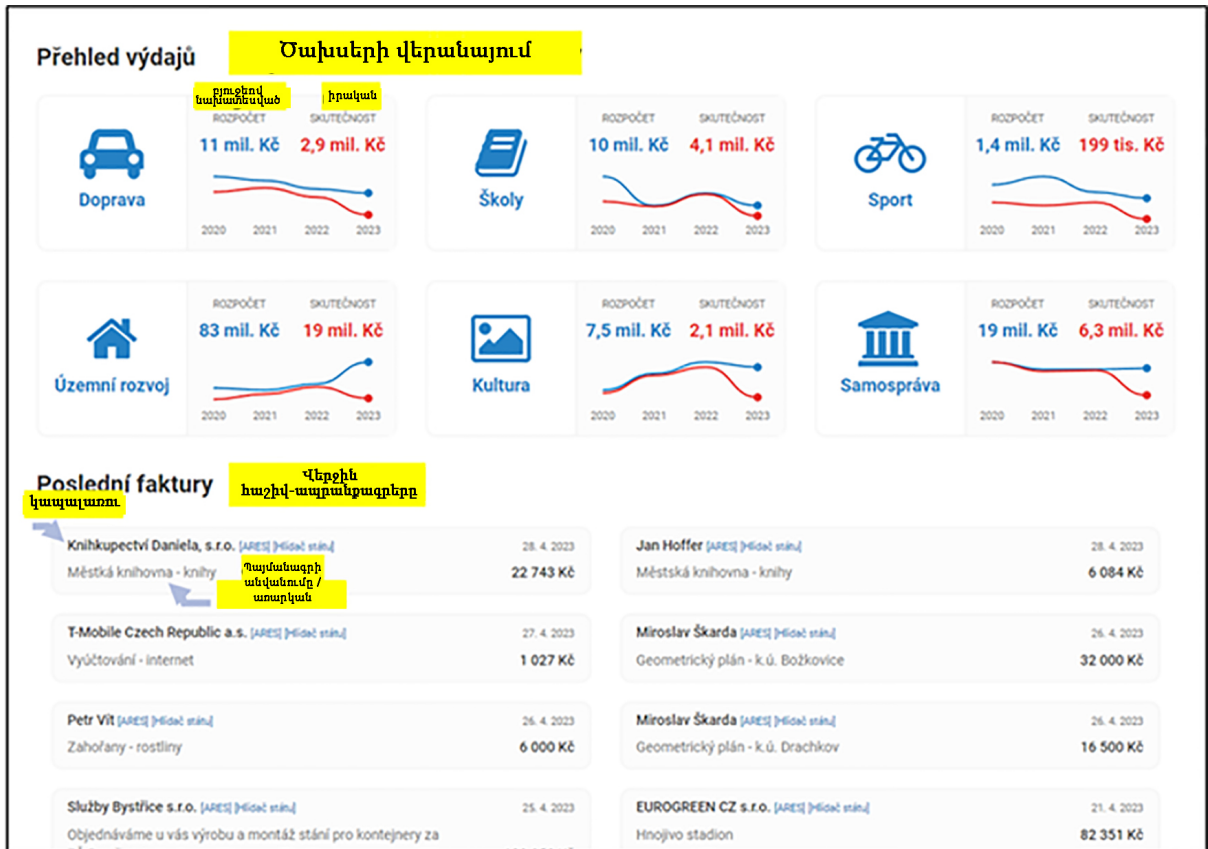 Přehled výdajů
Ծախսերի վերանայում
բյուջեով
նախատեսված
իրական
ROZPOČET SKUTEČNOST
11 mil. Kč 2,9 mil. Kč
Doprava
2020 2021 2022 2023
ROZPOČET SKUTEČNOST
10 mil. Kč 4,1 mil. Kč
Školy
2020 2021 2022 2023
ROZPOČET SKUTEČNOST
1,4 mil. Kč 199 tis. Kč
Sport
2020 2021 2022 2023
ROZPOČET SKUTEČNOST
83 mil. Kč 19 mil. Kč
Územní rozvoj
2020 2021 2022 2023
ROZPOČET SKUTEČNOST
7,5 mil. Kč 2,1 mil. Kč
Kultura
2020 2021 2022 2023
ROZPOČET SKUTEČNOST
19 mil. Kč 6,3 mil. Kč
Samospráva
2020 2021 2022 2023
Poslední faktury
Վերջին
հաշիվ-ապրանքագրերը
կապալառու
Knihkupectví Daniela, s.r.o. [ARES] [Hlídač státu] 28. 4. 2023
Městká knihovna - knihy 22 743 Kč
Պայմանագրի
անվանումը /
առարկան
Jan Hoffer [ARES] [Hlídač státu] 28. 4. 2023
Městská knihovna - knihy 6 084 Kč
T-Mobile Czech Republic a.s. [ARES] [Hlídač státu] 27. 4. 2023
Vyúčtování - internet 1 027 Kč
Miroslav Škarda [ARES] [Hlídač státu] 26. 4. 2023
Geometrický plán - k.ú. Božkovice 32 000 Kč
Petr Vít [ARES] [Hlídač státu] 26. 4. 2023
Zahořany - rostliny 6 000 Kč
Miroslav Škarda [ARES] [Hlídač státu] 26. 4. 2023
Geometrický plán - k.ú. Drachkov 16 500 Kč
Služby Bystřice s.r.o. [ARES] [Hlídač státu] 25. 4. 2023
Objednáváme u vás výrobu a montáž stání pro kontejnery za
EUROGREEN CZ s.r.o. [ARES] [Hlídač státu] 21. 4. 2023
Hnojivo stadion 82 351 Kč